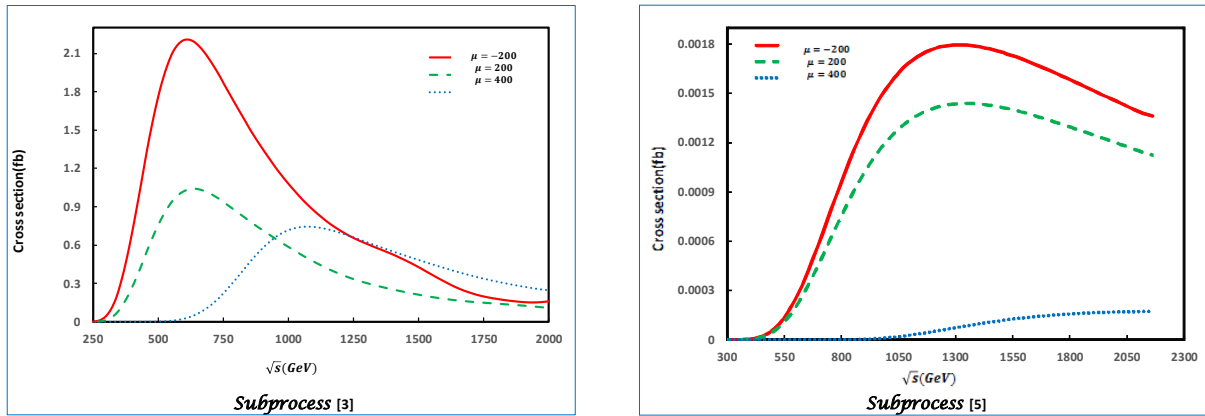 2.1
1.8
1.5
1.2
0.9
0.6
0.3
0
Cross section(fb)
μ = −200
μ = 200
μ = 400
250 500 750 1000 1250 1500 1750 2000
√s(GeV)
Subprocess [3]
0.0018
0.0015
0.0012
0.0009
0.0006
0.0003
0
Cross section(fb)
μ = −200
μ = 200
μ = 400
300 550 800 1050 1300 1550 1800 2050 2300
√s(GeV)
Subprocess [5]